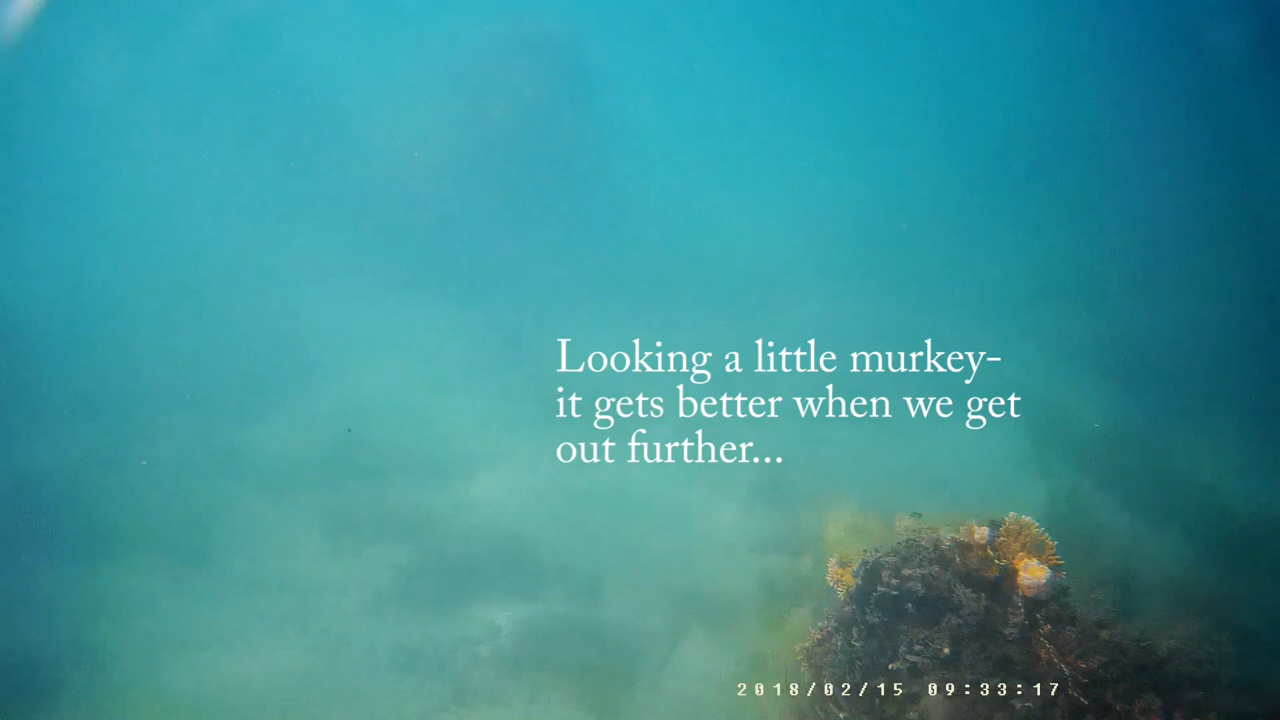 Looking a little murkey-
it gets better when we get
out further...
2018/02/15 09:33:17